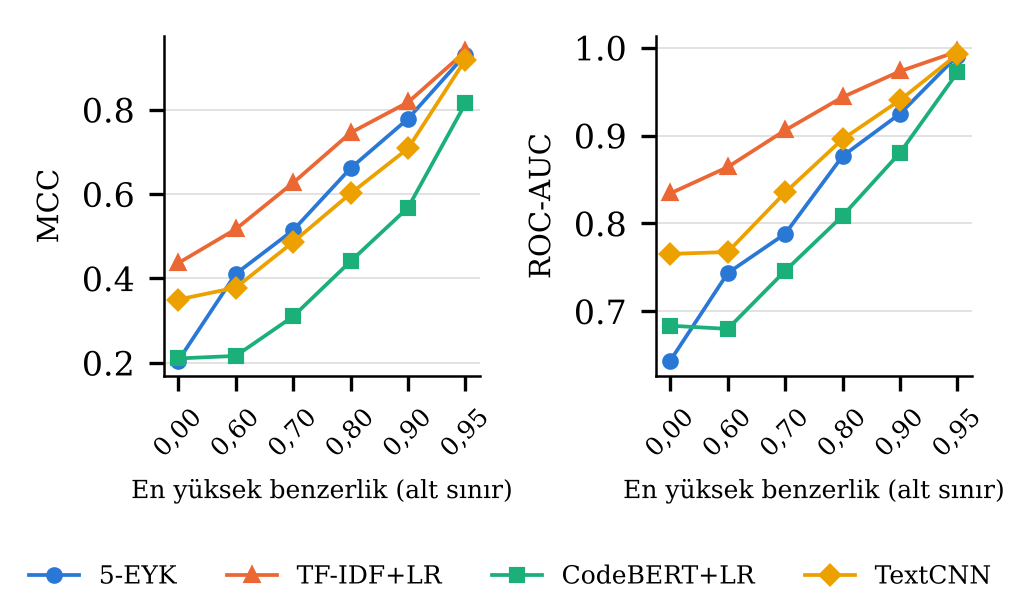 MCC
0.8
0.6
0.4
0.2
0,00 0,60 0,70 0,80 0,90 0,95
En yüksek benzerlik (alt sınır)
ROC-AUC
1.0
0.9
0.8
0.7
0,00 0,60 0,70 0,80 0,90 0,95
En yüksek benzerlik (alt sınır)
5-EYK TF-IDF+LR CodeBERT+LR TextCNN